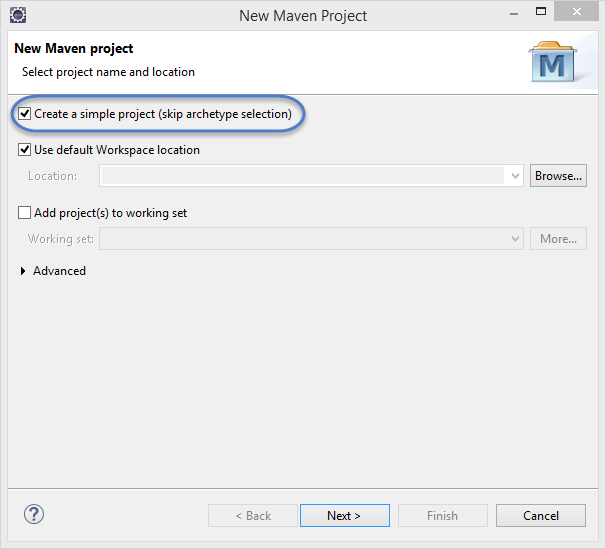 New Maven Project
New Maven project
Select project name and location
M
Create a simple project (skip archetype selection)
Use default Workspace location
Location:
Browse...
Add project(s) to working set
Working set:
More...
Advanced
?
< Back
Next >
Finish
Cancel